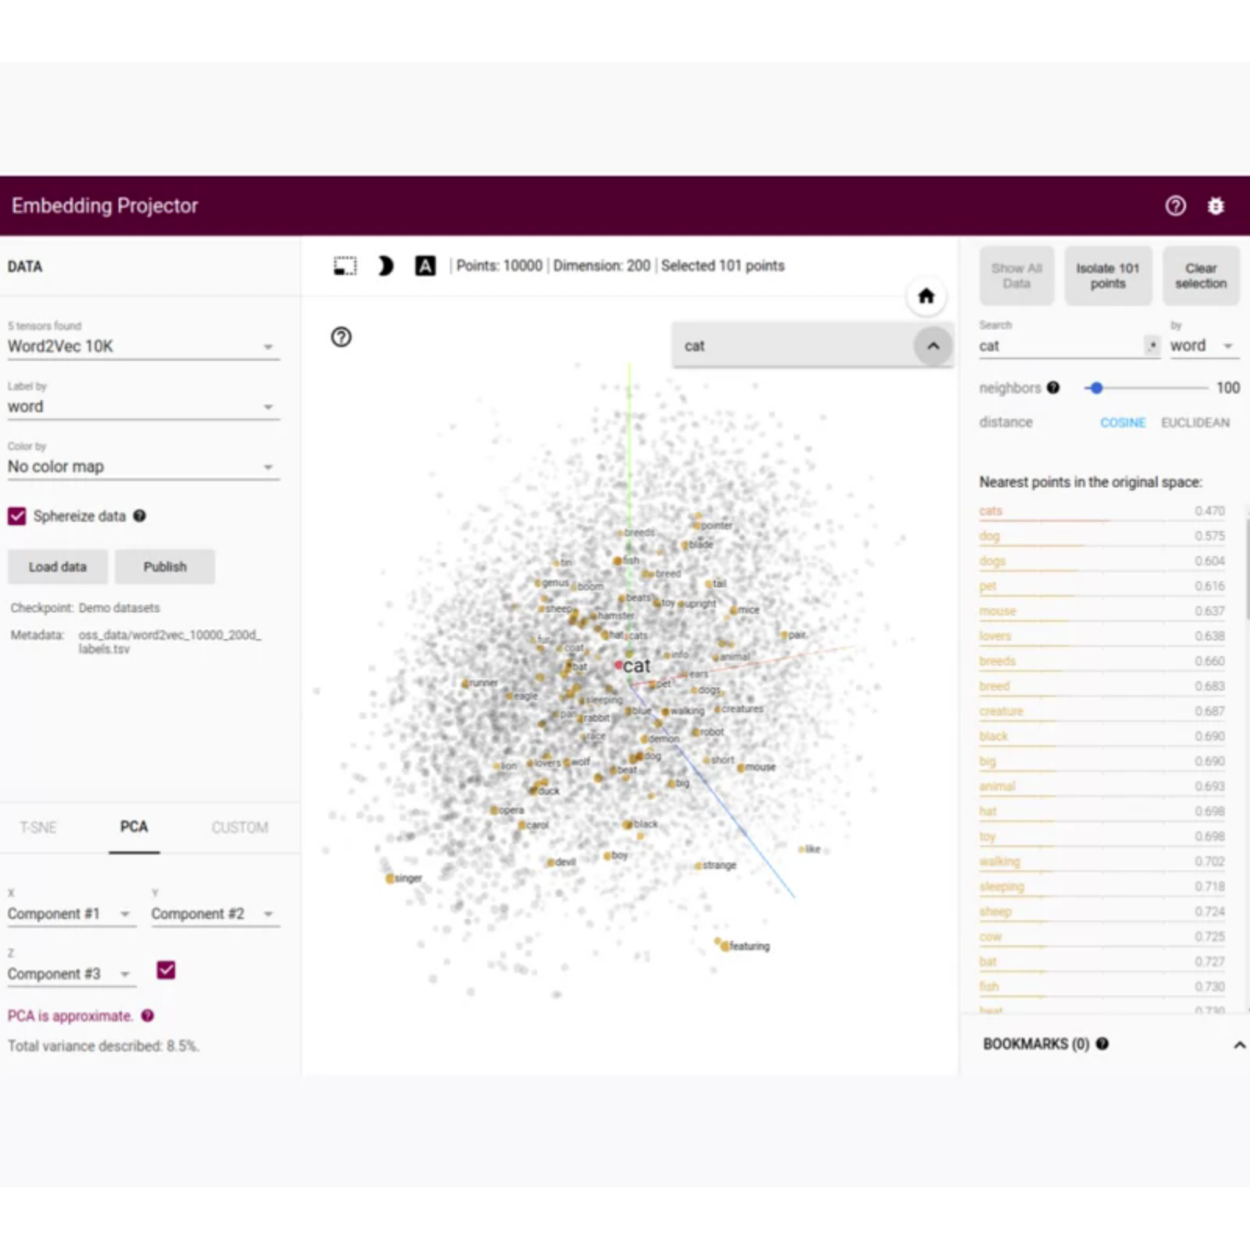 Embedding Projector
DATA
5 tensors found
Word2Vec 10K
Label by
word
Color by
No color map
Sphereize data
Load data
Publish
Checkpoint: Demo datasets
Metadata: oss_data/word2vec_10000_200d_
labels.tsv
T-SNE
PCA
CUSTOM
X
Component #1
Y
Component #2
Z
Component #3
PCA is approximate.
Total variance described: 8.5%.
A
Points: 10000 | Dimension: 200 | Selected 101 points
cat
pointer
breeds
blade
fish
tin
breed
genus
boom
tail
beats
toy
upright
sheep
mice
hamster
hat
cats
pair
fur
coat
info
animal
cat
bat
ears
pet
runner
dogs
eagle
sleeping
blue
walking
creatures
pan
rabbit
race
demon
robot
dog
lion
lovers
wolf
short
beat
mouse
big
duck
opera
carol
black
like
boy
devil
strange
singer
featuring
Show All
Data
Isolate 101
points
Clear
selection
Search
cat
.*
by
word
neighbors
100
distance
COSINE
EUCLIDEAN
Nearest points in the original space:
cats 0.470
dog 0.575
dogs 0.604
pet 0.616
mouse 0.637
lovers 0.638
breeds 0.660
breed 0.683
creature 0.687
black 0.690
big 0.690
animal 0.693
hat 0.698
toy 0.698
walking 0.702
sleeping 0.718
sheep 0.724
cow 0.725
bat 0.727
fish 0.730
beat 0.730
BOOKMARKS (0)